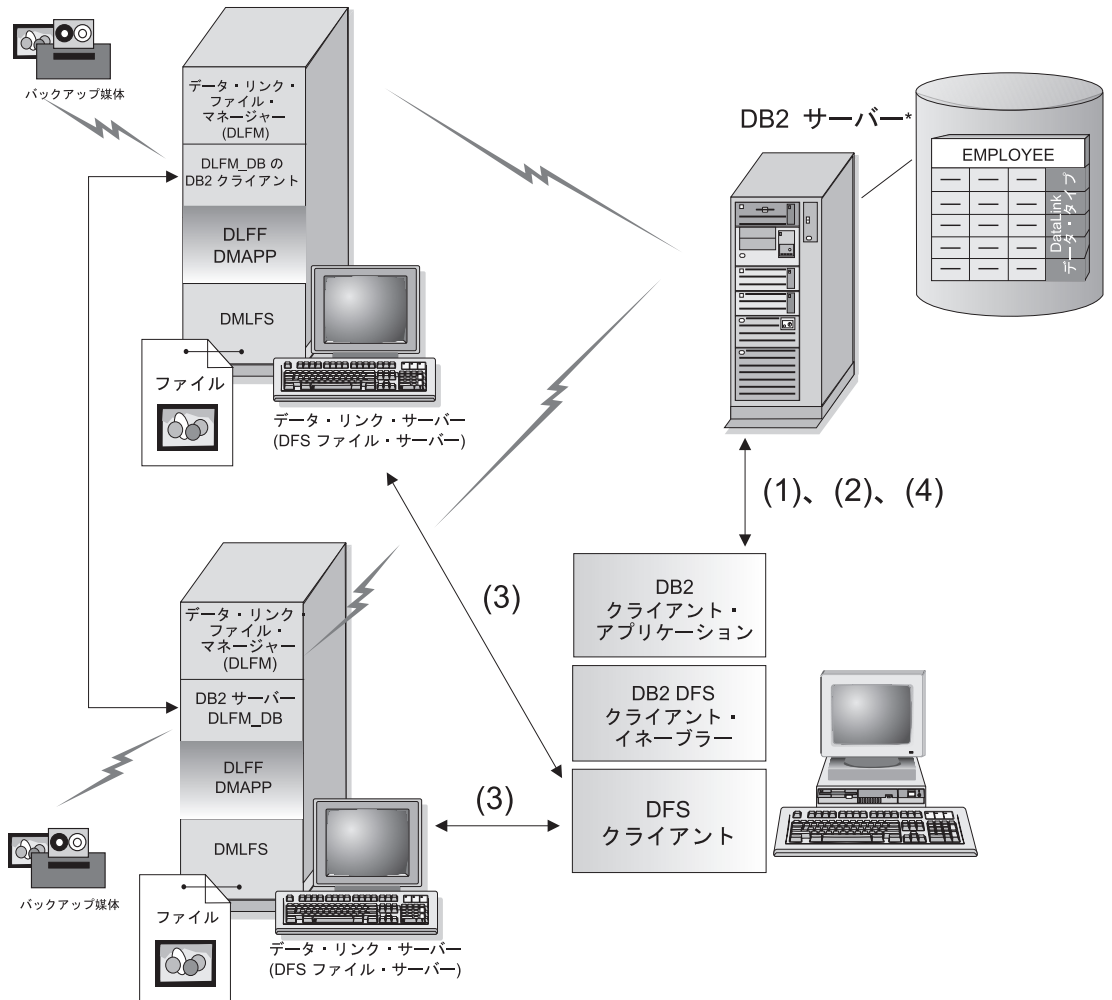 バックアップ媒体
データ・リンク・
ファイル・
マネージャー
(DLFM)
DLFM_DB の
DB2 クライアント
DLFF
DMAPP
DMLFS
ファイル
データ・リンク・サーバー
(DFS ファイル・サーバー)
DB2 サーバー*
EMPLOYEE
DataLink
データ・タイプ
(1)、(2)、(4)
(3)
DB2
クライアント・
アプリケーション
DB2 DFS
クライアント・
イネーブラー
DFS
クライアント
(3)
データ・リンク・
ファイル・
マネージャー
(DLFM)
DB2 サーバー
DLFM_DB
DLFF
DMAPP
DMLFS
バックアップ媒体
ファイル
データ・リンク・サーバー
(DFS ファイル・サーバー)